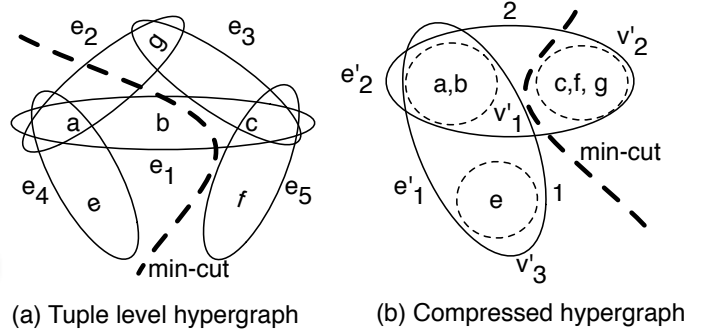 e2
g
e3
a
b
c
e1
e4
e
f
e5
min-cut
(a) Tuple level hypergraph
2
v'2
e'2
a,b
c,f, g
v'1
min-cut
e'1
e
1
v'3
(b) Compressed hypergraph